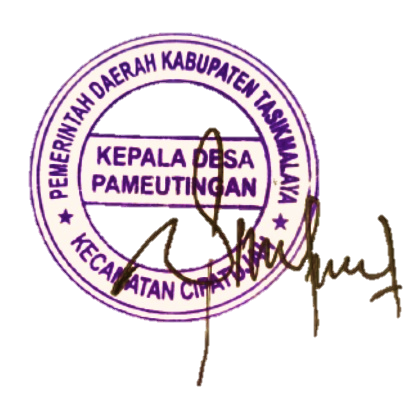 PEMERINTAH DAERAH KABUPATEN TASIKMALAYA
KEPALA DESA
PAMEUTINGAN
KECAMATAN CIPATUJAH